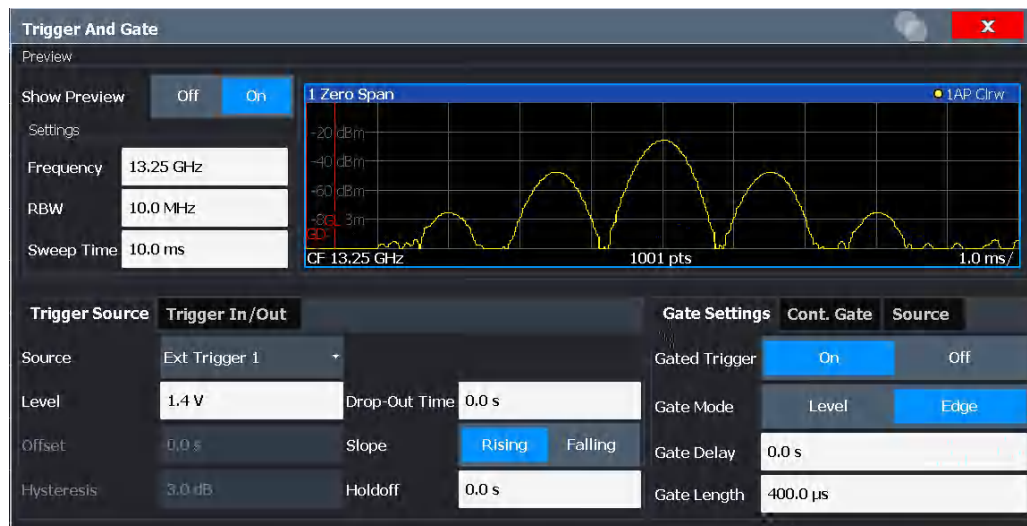 Trigger And Gate
X
Preview
Show Preview Off On
Settings
Frequency 13.25 GHz
RBW 10.0 MHz
Sweep Time 10.0 ms
1 Zero Span 1AP Clrw
-20 dBm
-40 dBm
-60 dBm
GL
CF 13.25 GHz 1001 pts 1.0 ms/
Trigger Source Trigger In/Out
Source Ext Trigger 1
Level 1.4 V Drop-Out Time 0.0 s
Offset 0.0 s Slope Rising Falling
Hysteresis 3.0 dB Holdoff 0.0 s
Gate Settings Cont. Gate Source
Gated Trigger On Off
Gate Mode Level Edge
Gate Delay 0.0 s
Gate Length 400.0 µs